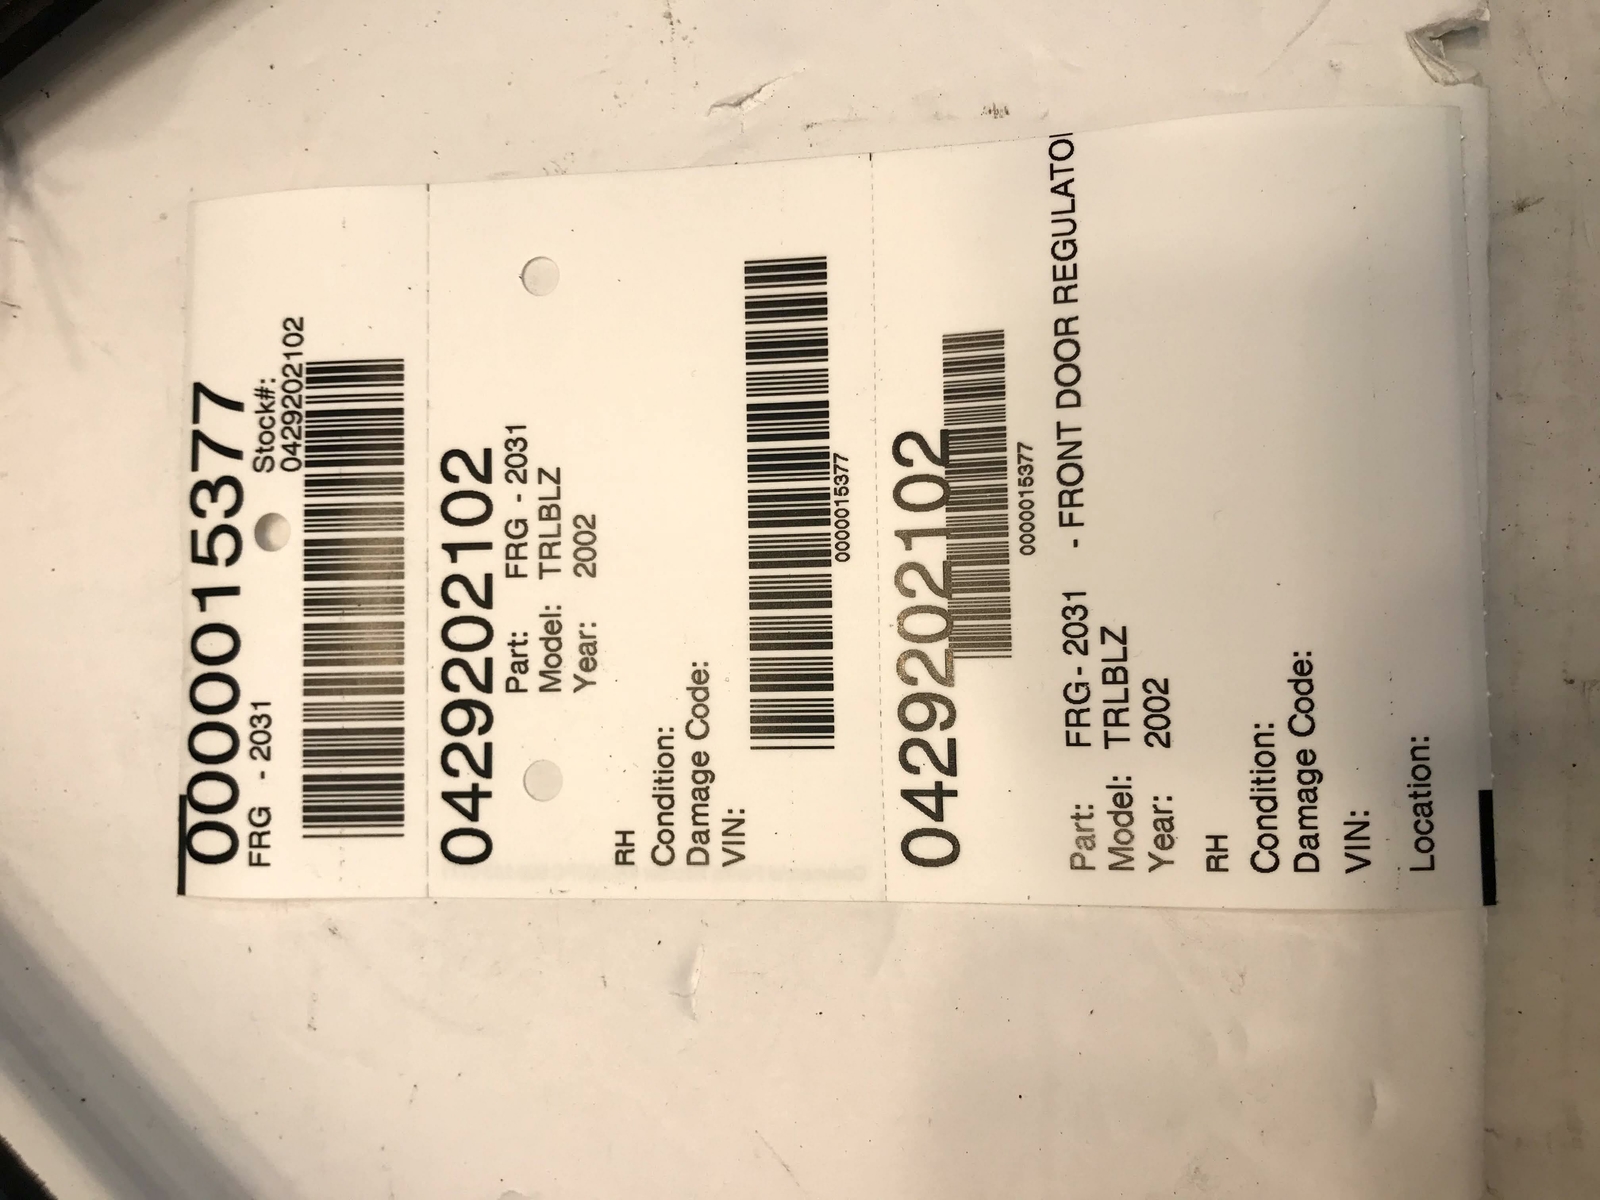 0000015377
FRG - 2031
Stock#:
0429202102
0429202102
Part: FRG - 2031
Model: TRLBLZ
Year: 2002
RH
Condition:
Damage Code:
VIN:
0000015377
0429202102
0000015377
Part: FRG - 2031 - FRONT DOOR REGULATO
Model: TRLBLZ
Year: 2002
RH
Condition:
Damage Code:
VIN:
Location: